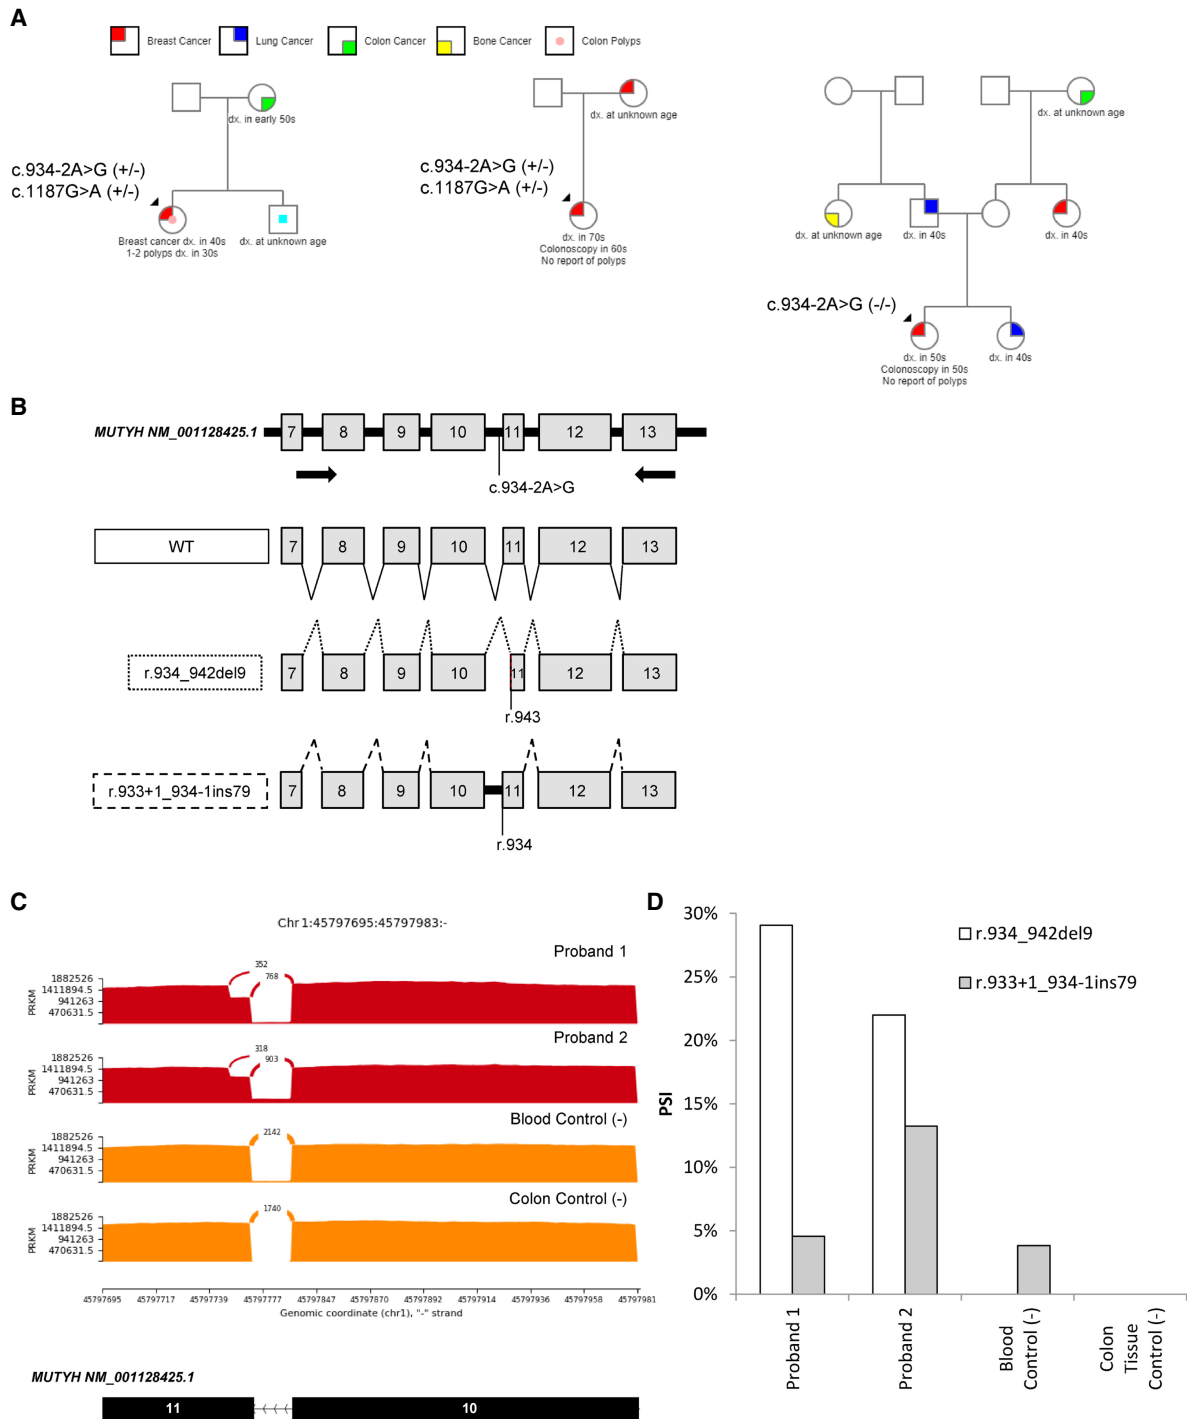 A
Breast Cancer
Lung Cancer
Colon Cancer
Bone Cancer
Colon Polyps
dx. in early 50s
c.934-2A>G (+/-)
c.1187G>A (+/-)
Breast cancer dx. in 40s
1-2 polyps dx. in 30s
dx. at unknown age
dx. at unknown age
c.934-2A>G (+/-)
c.1187G>A (+/-)
dx. in 70s
Colonoscopy in 60s
No report of polyps
dx. at unknown age
dx. at unknown age
dx. in 40s
dx. in 40s
c.934-2A>G (-/-)
dx. in 50s
Colonoscopy in 50s
No report of polyps
dx. in 40s
B
MUTYH NM_001128425.1
7 8 9 10 11 12 13
c.934-2A>G
WT
7 8 9 10 11 12 13
r.934_942del9
7 8 9 10 11 12 13
r.943
r.933+1_934-1ins79
7 8 9 10 11 12 13
r.934
C
Chr1:45797695:45797983:-
Proband 1
PRKM
1882526
1411894.5
941263
470631.5
352
768
Proband 2
PRKM
1882526
1411894.5
941263
470631.5
318
903
Blood Control (-)
PRKM
1882526
1411894.5
941263
470631.5
2142
Colon Control (-)
PRKM
1882526
1411894.5
941263
470631.5
1740
45797695 45797717 45797739 45797777 45797847 45797870 45797892 45797914 45797936 45797958 45797981
Genomic coordinate (chr1), "-" strand
MUTYH NM_001128425.1
11 10
D
PSI
30%
25%
20%
15%
10%
5%
0%
r.934_942del9
r.933+1_934-1ins79
Proband 1
Proband 2
Blood
Control (-)
Colon
Tissue
Control (-)